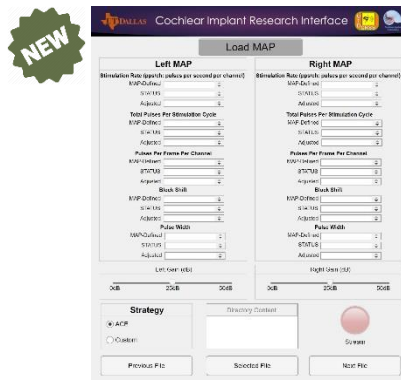 NEW
DALLAS Cochlear Implant Research Interface
Load MAP
Left MAP
Stimulation Rate (pps/ch: pulses per second per channel)
MAP-Defined
STATUS
Adjusted
Total Pulses Per Stimulation Cycle
MAP-Defined
STATUS
Adjusted
Pulses Per Frame Per Channel
MAP-Defined
STATUS
Adjusted
Block Shift
MAP-Defined
STATUS
Adjusted
Pulse Width
MAP-Defined
STATUS
Adjusted
Right MAP
Stimulation Rate (pps/ch: pulses per second per channel)
MAP-Defined
STATUS
Adjusted
Total Pulses Per Stimulation Cycle
MAP-Defined
STATUS
Adjusted
Pulses Per Frame Per Channel
MAP-Defined
STATUS
Adjusted
Block Shift
MAP-Defined
STATUS
Adjusted
Pulse Width
MAP-Defined
STATUS
Adjusted
Left Gain (dB)
0dB 25dB 50dB
Right Gain (dB)
0dB 25dB 50dB
Strategy
ACE
Custom
Directory Content
Stream
Previous File
Selected File
Next File